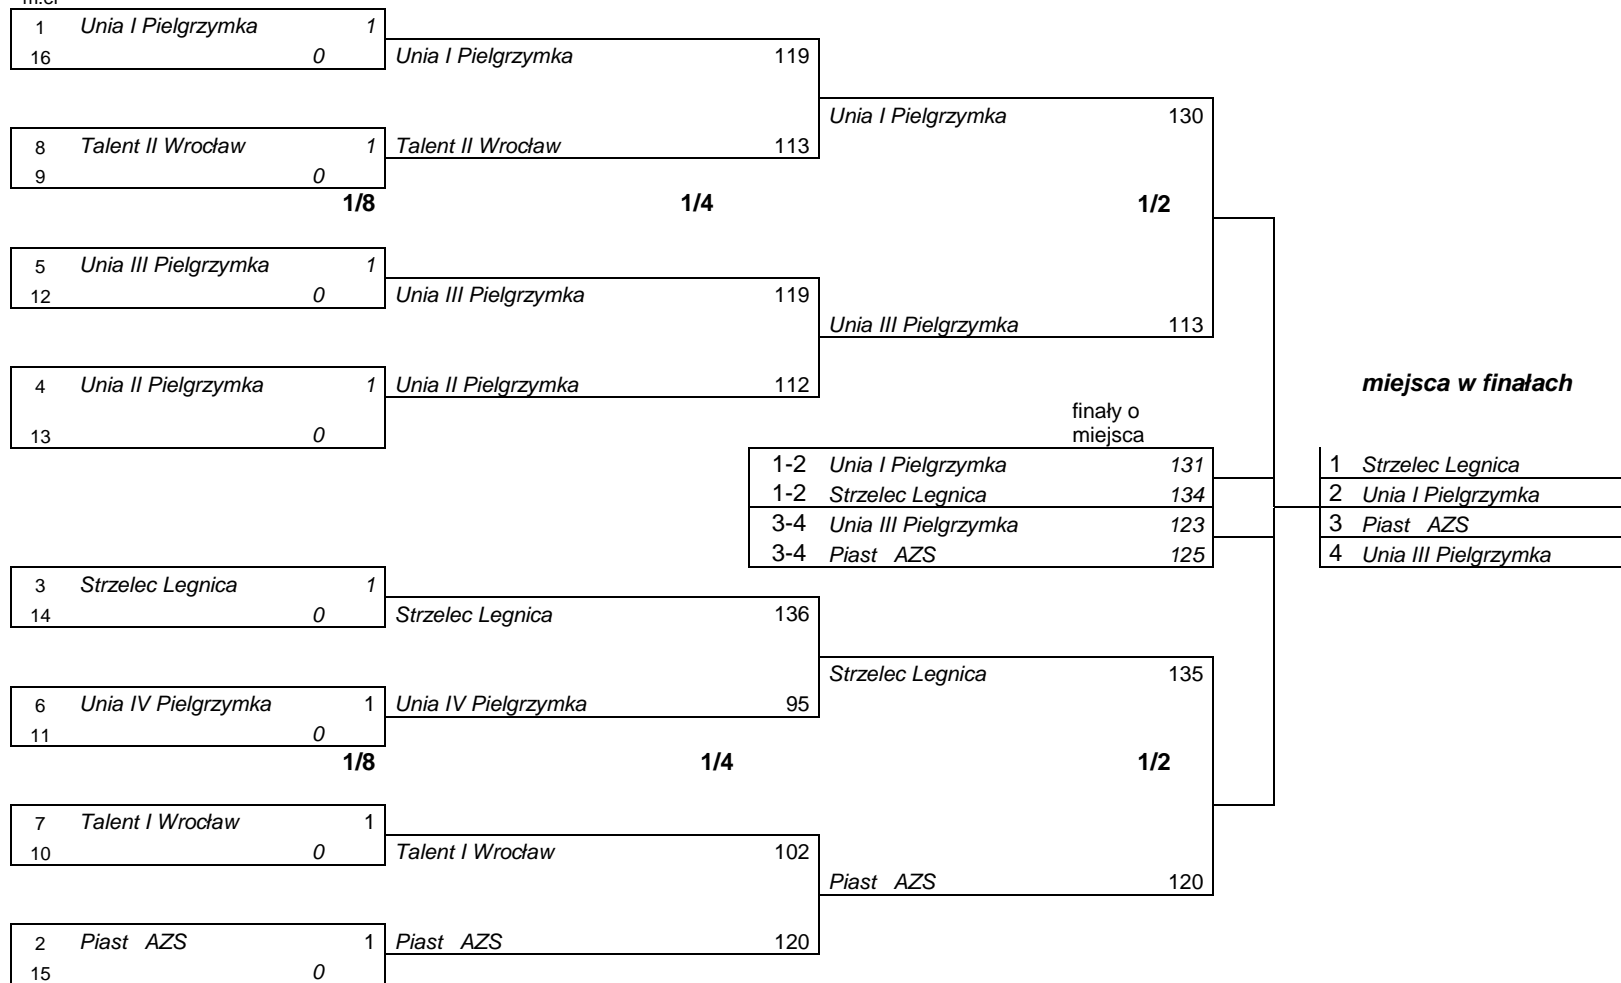 1 Unia I Pielgrzymka 1
16 0 Unia I Pielgrzymka 119
Unia I Pielgrzymka 130
8 Talent II Wrocław 1 Talent II Wrocław 113
9 0
1/8 1/4 1/2
5 Unia III Pielgrzymka 1
12 0 Unia III Pielgrzymka 119
Unia III Pielgrzymka 113
4 Unia II Pielgrzymka 1 Unia II Pielgrzymka 112 miejsca w finałach
finały o
13 0 miejsca
1-2 Unia I Pielgrzymka 131 1 Strzelec Legnica
1-2 Strzelec Legnica 134 2 Unia I Pielgrzymka
3-4 Unia III Pielgrzymka 123 3 Piast AZS
3-4 Piast AZS 125 4 Unia III Pielgrzymka
3 Strzelec Legnica 1
14 0 Strzelec Legnica 136
Strzelec Legnica 135
6 Unia IV Pielgrzymka 1 Unia IV Pielgrzymka 95
11 0
1/8 1/4 1/2
7 Talent I Wrocław 1
10 0 Talent I Wrocław 102
Piast AZS 120
2 Piast AZS 1 Piast AZS 120
15 0